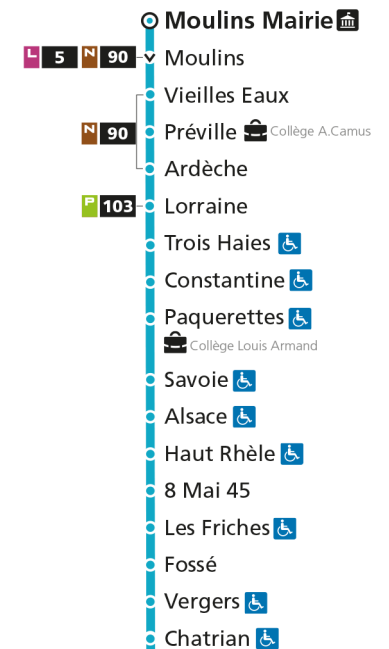 Moulins Mairie
L 5 N 90 Moulins
Vieilles Eaux
N 90 Préville Collège A.Camus
Ardèche
P 103 Lorraine
Trois Haies
Constantine
Paquerettes
Collège Louis Armand
Savoie
Alsace
Haut Rhèle
8 Mai 45
Les Friches
Fossé
Vergers
Chatrian